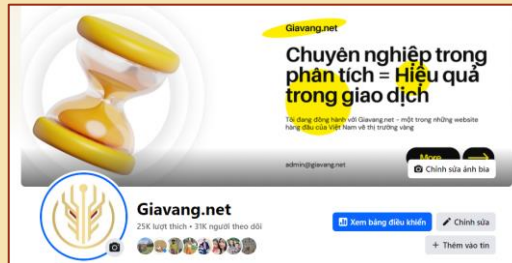 Giavang.net
Chuyên nghiệp trong
phân tích = Hiệu quả
trong giao dịch
Tôi đang đồng hành với Giavang.net - một trong những website
hàng đầu của Việt Nam về thị trường vàng
admin@giavang.net
More
Chỉnh sửa ảnh bìa
Giavang.net
25K lượt thích • 31K người theo dõi
Xem bảng điều khiển
Chỉnh sửa
+ Thêm vào tin